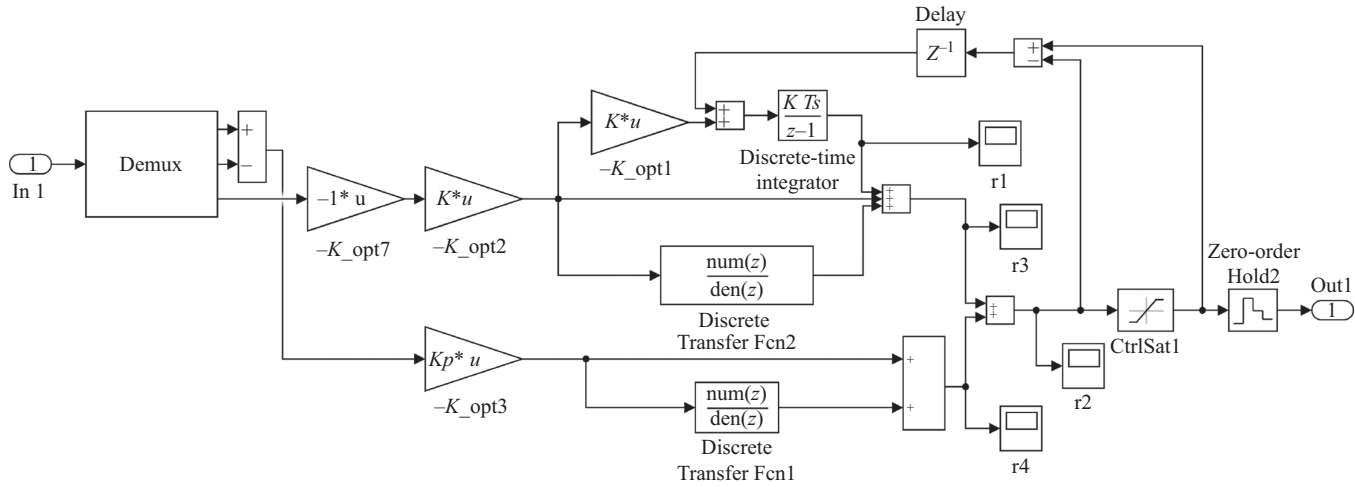 Delay
Z⁻¹
+
−
K*u
−K_opt1
+
+
K Ts
z−1
Discrete-time
integrator
r1
1
In 1
Demux
+
−
−1* u
−K_opt7
K*u
−K_opt2
+
+
+
r3
num(z)
den(z)
Discrete
Transfer Fcn2
+
+
CtrlSat1
r2
Zero-order
Hold2
Out1
1
Kp* u
−K_opt3
+
+
num(z)
den(z)
Discrete
Transfer Fcn1
r4